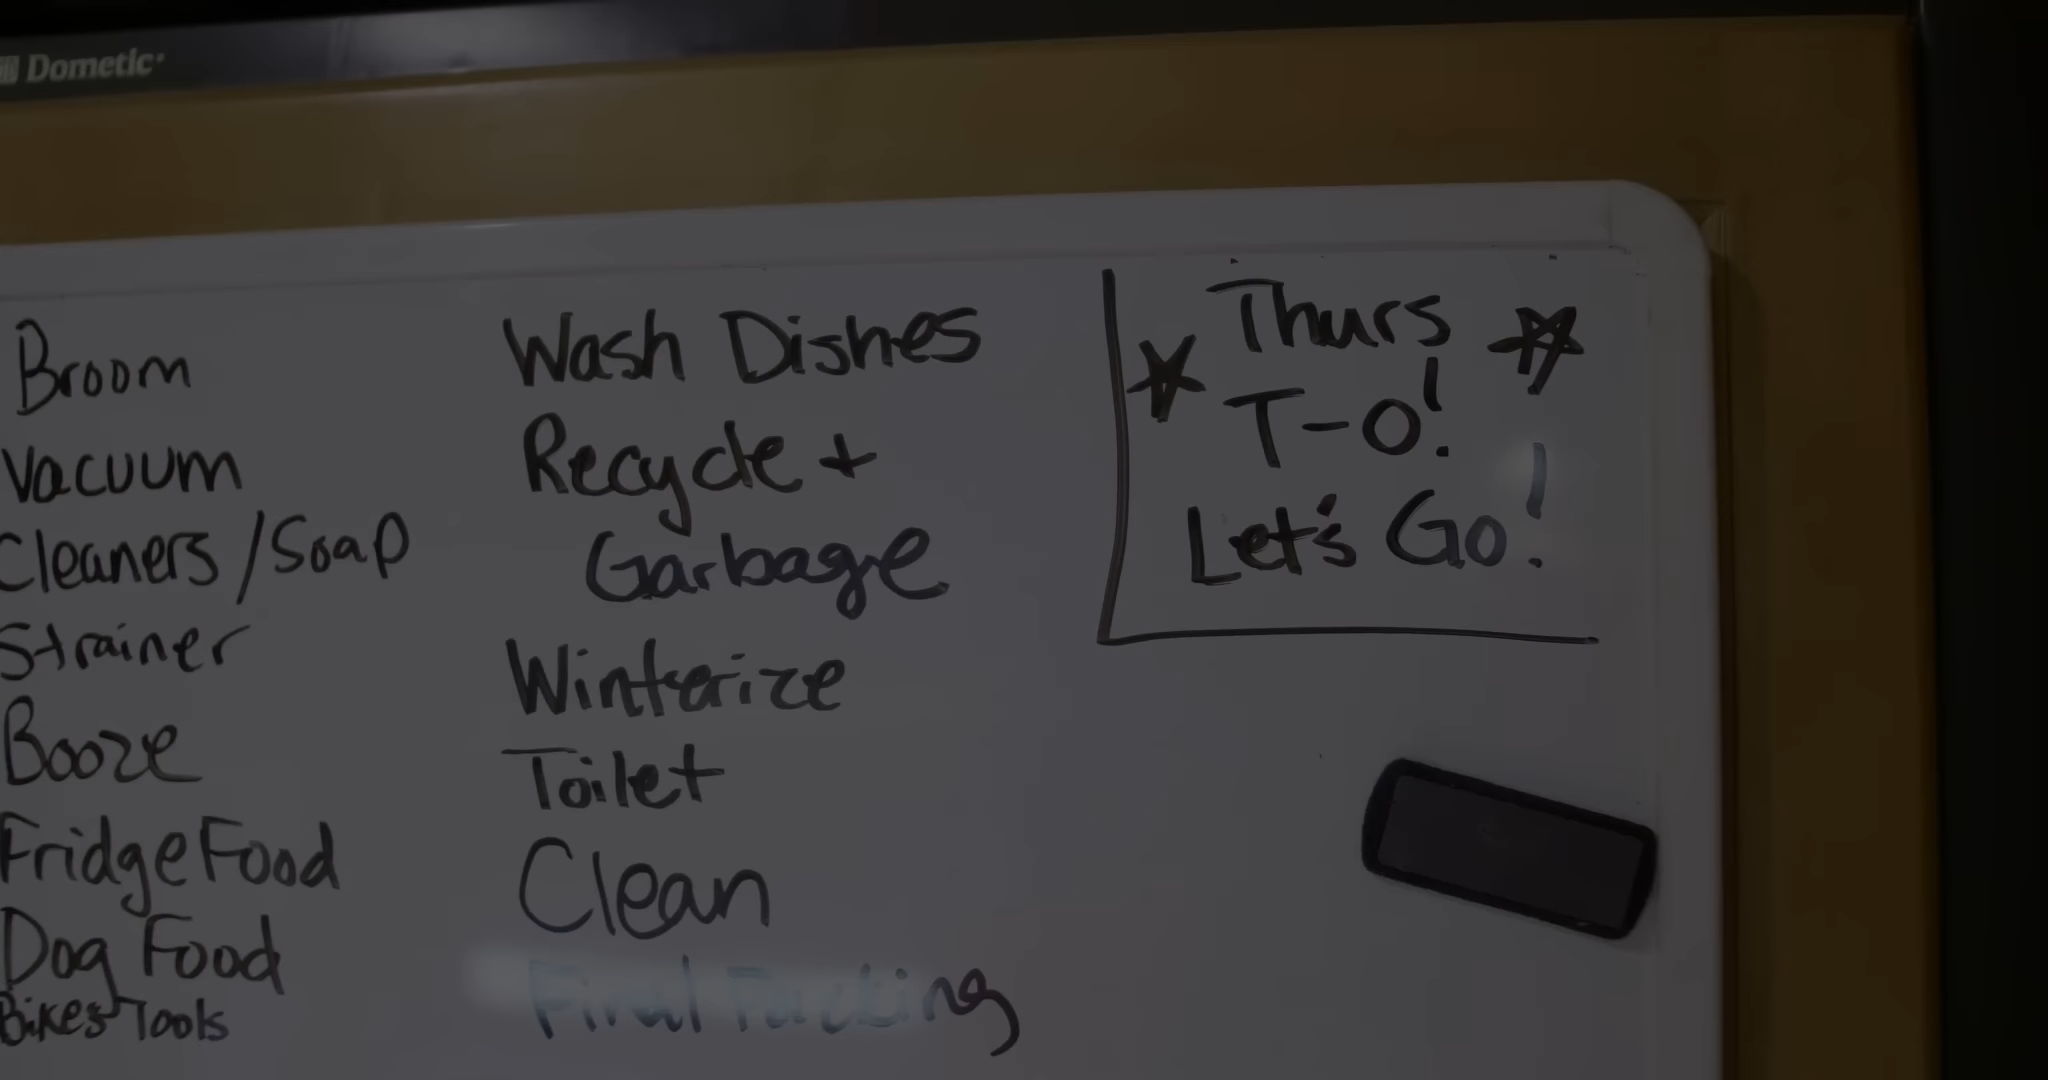 Dometic
Broom
Vacuum
Cleaners/Soap
Strainer
Booze
Fridge Food
Dog Food
Bikes Tools
Wash Dishes
Recycle +
Garbage
Winterize
Toilet
Clean
Final Packing
Thurs
T-O!
Let's Go!